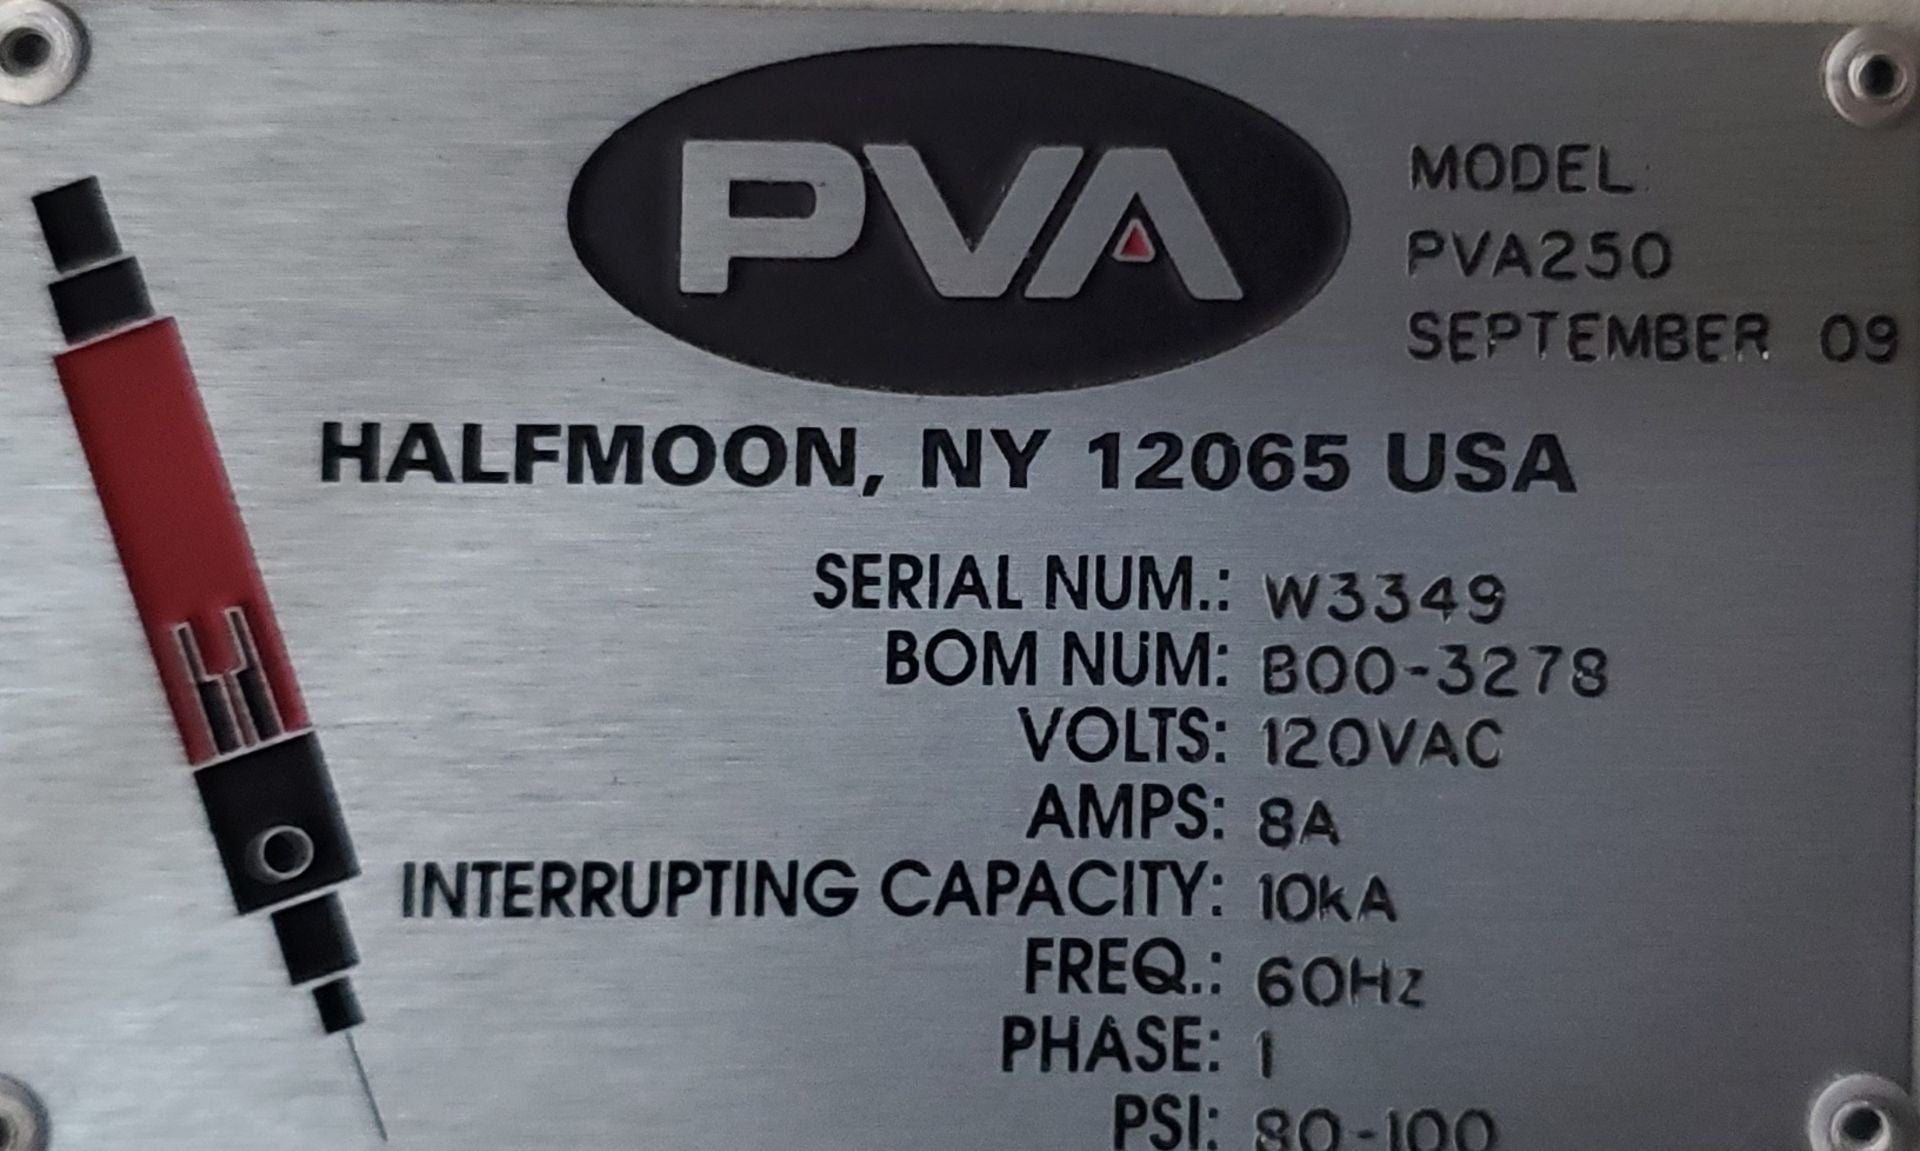 PVA
MODEL:
PVA250
SEPTEMBER 09
HALFMOON, NY 12065 USA
SERIAL NUM.: W3349
BOM NUM: B00-3278
VOLTS: 120VAC
AMPS: 8A
INTERRUPTING CAPACITY: 10kA
FREQ.: 60Hz
PHASE: 1
PSI: 80-100